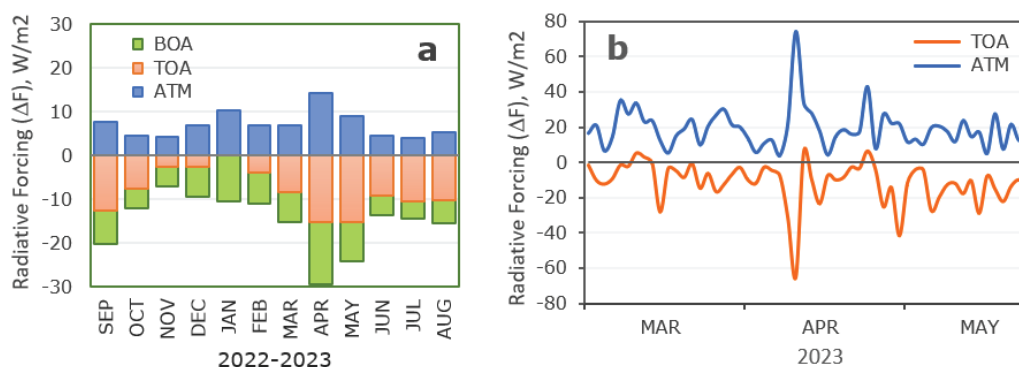 30
20
10
0
-10
-20
-30
Radiative Forcing (ΔF), W/m2
BOA
TOA
ATM
a
SEP
OCT
NOV
DEC
JAN
FEB
MAR
APR
MAY
JUN
JUL
AUG
2022-2023
80
60
40
20
0
-20
-40
-60
-80
Radiative Forcing (ΔF), W/m2
b
TOA
ATM
MAR
APR
MAY
2023